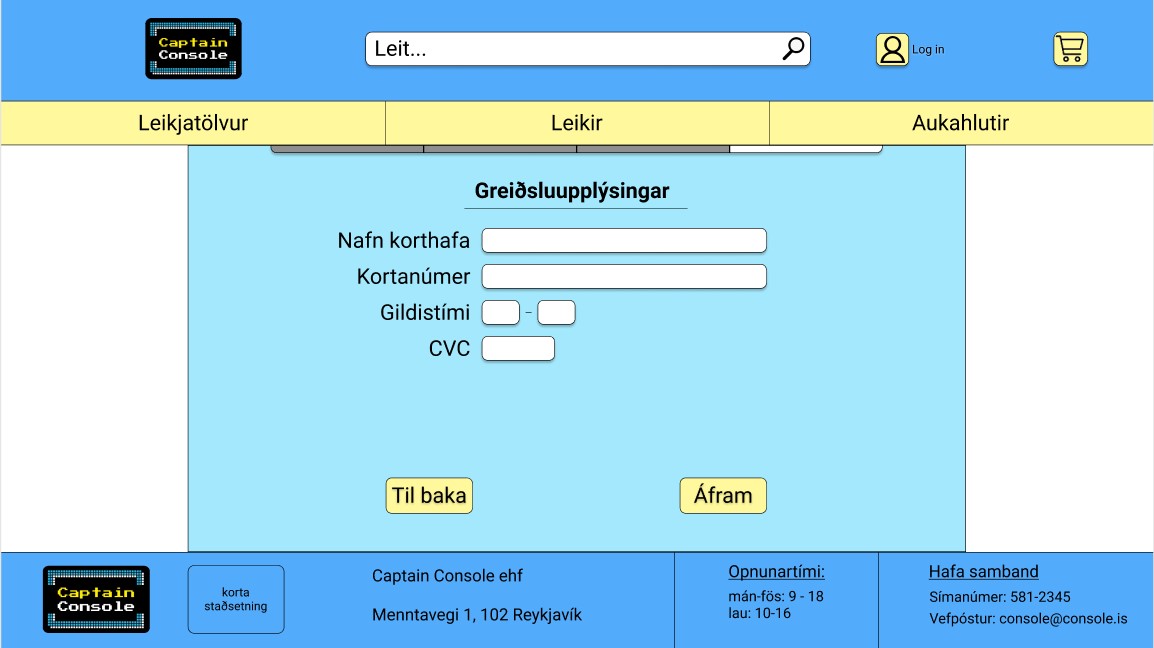 Captain
Console
Leit...
Log in
Leikjatölvur
Leikir
Aukahlutir
Greiðsluupplýsingar
Nafn korthafa
Kortanúmer
Gildistími
-
CVC
Til baka
Áfram
Captain
Console
korta
staðsetning
Captain Console ehf
Menntavegi 1, 102 Reykjavík
Opnunartími:
mán-fös: 9 - 18
lau: 10-16
Hafa samband
Símanúmer: 581-2345
Vefpóstur: console@console.is